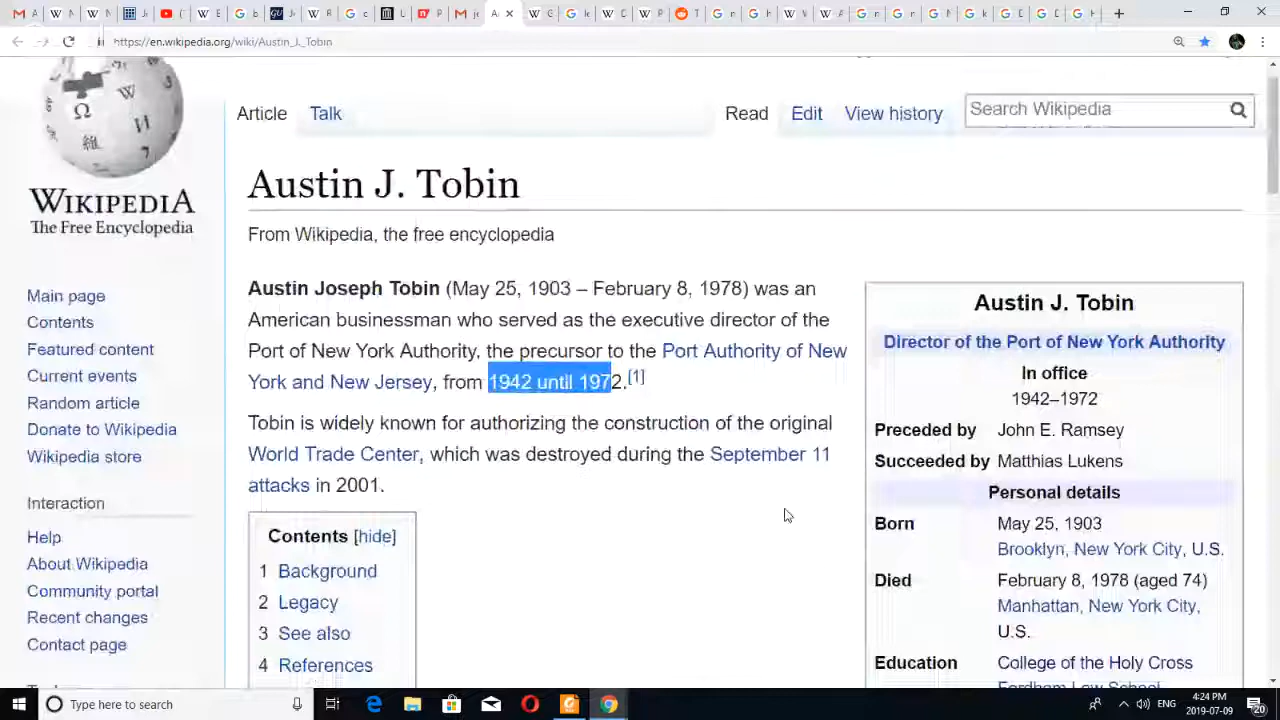 https://en.wikipedia.org/wiki/Austin_J._Tobin
WIKIPEDIA
The Free Encyclopedia
Main page
Contents
Featured content
Current events
Random article
Donate to Wikipedia
Wikipedia store
Interaction
Help
About Wikipedia
Community portal
Recent changes
Contact page
Article Talk Read Edit View history Search Wikipedia
Austin J. Tobin
From Wikipedia, the free encyclopedia
Austin Joseph Tobin (May 25, 1903 – February 8, 1978) was an
American businessman who served as the executive director of the
Port of New York Authority, the precursor to the Port Authority of New
York and New Jersey, from 1942 until 1972.[1]
Tobin is widely known for authorizing the construction of the original
World Trade Center, which was destroyed during the September 11
attacks in 2001.
Contents [hide]
1 Background
2 Legacy
3 See also
4 References
Austin J. Tobin
Director of the Port of New York Authority
In office
1942–1972
Preceded by John E. Ramsey
Succeeded by Matthias Lukens
Personal details
Born May 25, 1903
Brooklyn, New York City, U.S.
Died February 8, 1978 (aged 74)
Manhattan, New York City,
U.S.
Education College of the Holy Cross
Fordham Law School
Type here to search
ENG
4:24 PM
2019-07-09
20